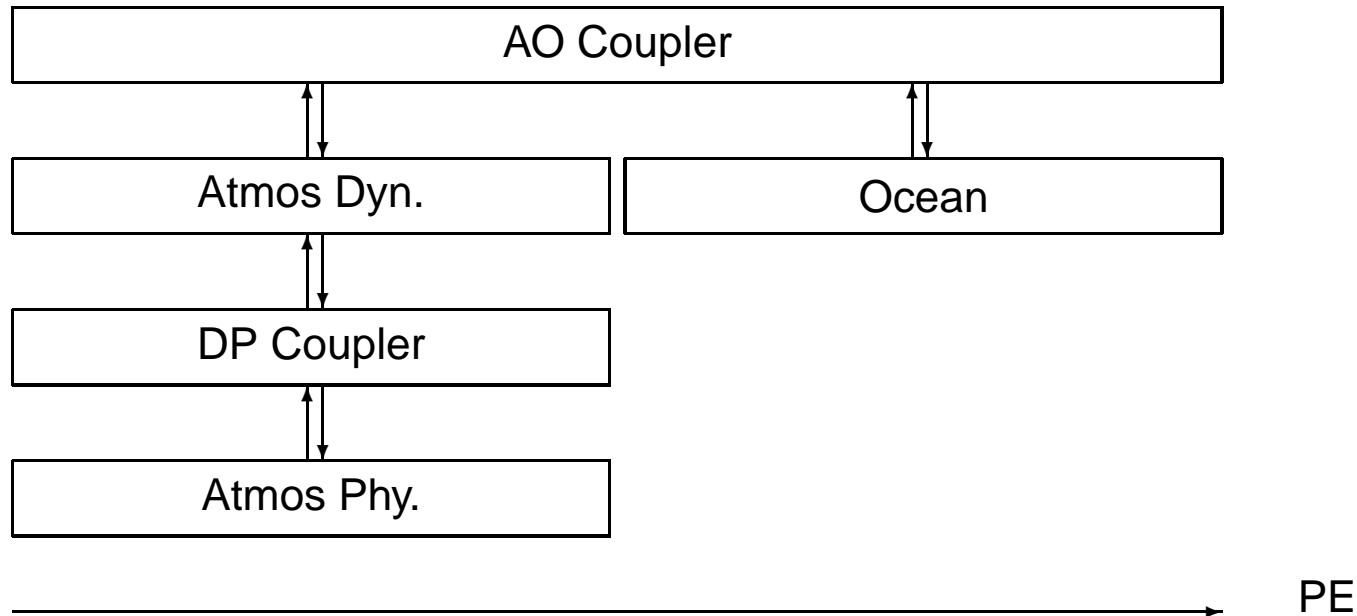 AO Coupler
Atmos Dyn.
Ocean
DP Coupler
Atmos Phy.
PE